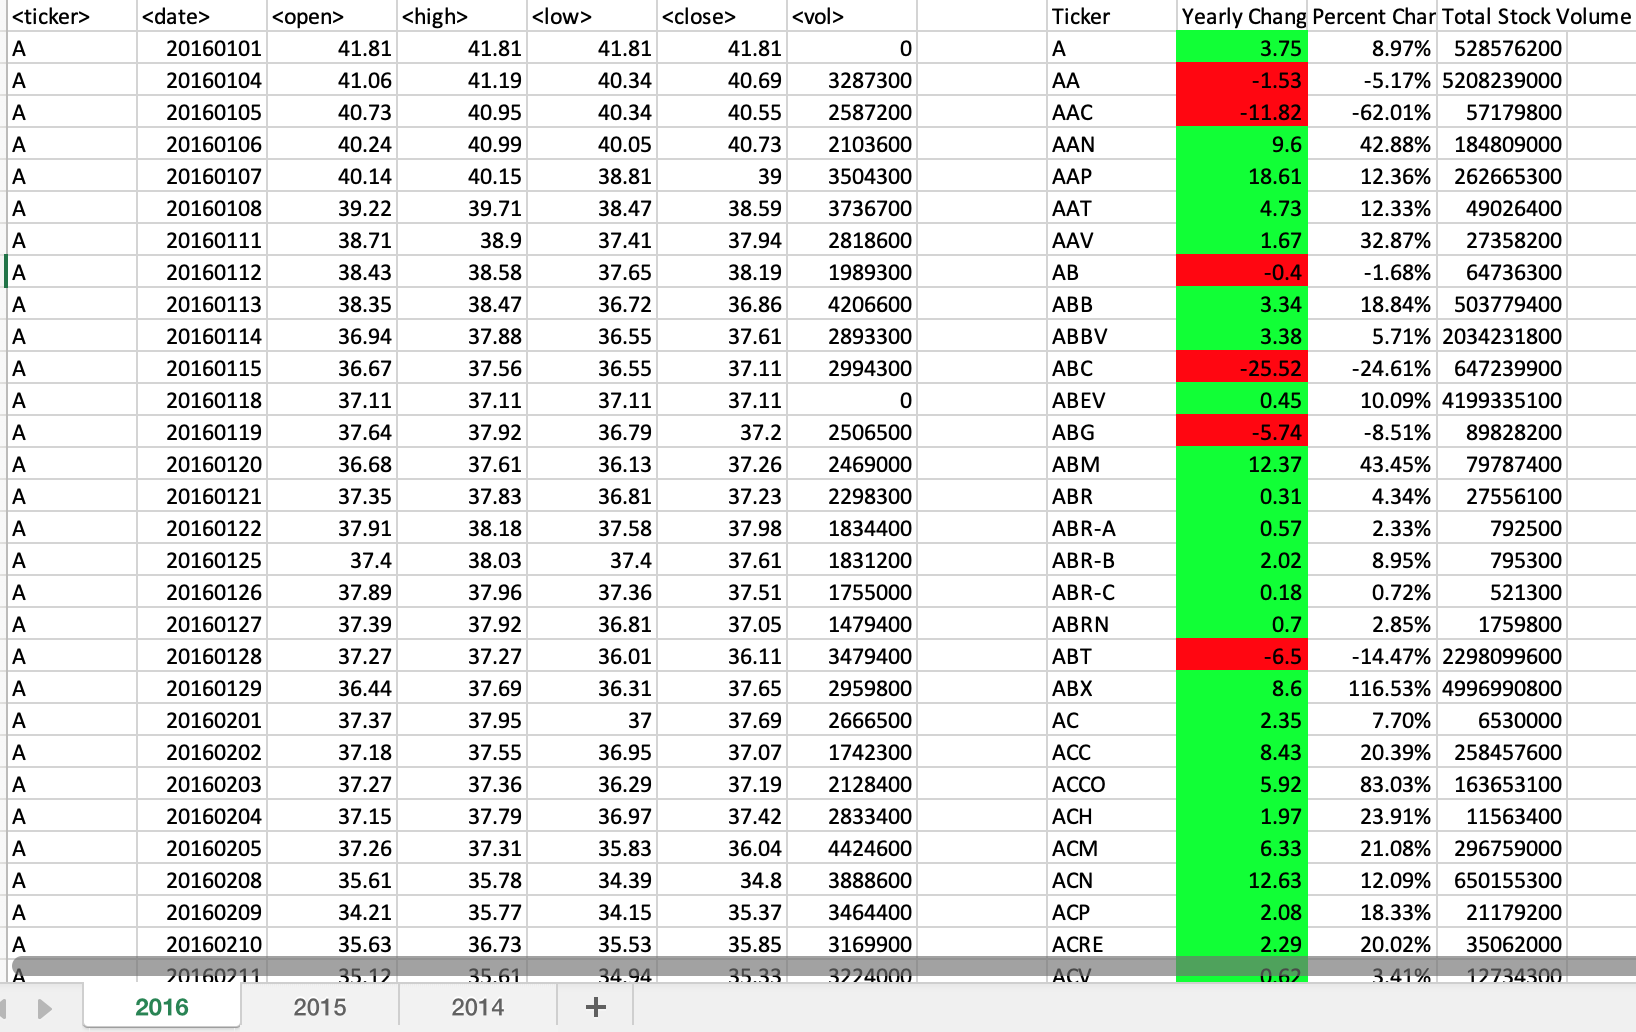 <ticker> <date> <open> <high> <low> <close> <vol> Ticker Yearly Chang Percent Char Total Stock Volume
A 20160101 41.81 41.81 41.81 41.81 0 A 3.75 8.97% 528576200
A 20160104 41.06 41.19 40.34 40.69 3287300 AA -1.53 -5.17% 5208239000
A 20160105 40.73 40.95 40.34 40.55 2587200 AAC -11.82 -62.01% 57179800
A 20160106 40.24 40.99 40.05 40.73 2103600 AAN 9.6 42.88% 184809000
A 20160107 40.14 40.15 38.81 39 3504300 AAP 18.61 12.36% 262665300
A 20160108 39.22 39.71 38.47 38.59 3736700 AAT 4.73 12.33% 49026400
A 20160111 38.71 38.9 37.41 37.94 2818600 AAV 1.67 32.87% 27358200
A 20160112 38.43 38.58 37.65 38.19 1989300 AB -0.4 -1.68% 64736300
A 20160113 38.35 38.47 36.72 36.86 4206600 ABB 3.34 18.84% 503779400
A 20160114 36.94 37.88 36.55 37.61 2893300 ABBV 3.38 5.71% 2034231800
A 20160115 36.67 37.56 36.55 37.11 2994300 ABC -25.52 -24.61% 647239900
A 20160118 37.11 37.11 37.11 37.11 0 ABEV 0.45 10.09% 4199335100
A 20160119 37.64 37.92 36.79 37.2 2506500 ABG -5.74 -8.51% 89828200
A 20160120 36.68 37.61 36.13 37.26 2469000 ABM 12.37 43.45% 79787400
A 20160121 37.35 37.83 36.81 37.23 2298300 ABR 0.31 4.34% 27556100
A 20160122 37.91 38.18 37.58 37.98 1834400 ABR-A 0.57 2.33% 792500
A 20160125 37.4 38.03 37.4 37.61 1831200 ABR-B 2.02 8.95% 795300
A 20160126 37.89 37.96 37.36 37.51 1755000 ABR-C 0.18 0.72% 521300
A 20160127 37.39 37.92 36.81 37.05 1479400 ABRN 0.7 2.85% 1759800
A 20160128 37.27 37.27 36.01 36.11 3479400 ABT -6.5 -14.47% 2298099600
A 20160129 36.44 37.69 36.31 37.65 2959800 ABX 8.6 116.53% 4996990800
A 20160201 37.37 37.95 37 37.69 2666500 AC 2.35 7.70% 6530000
A 20160202 37.18 37.55 36.95 37.07 1742300 ACC 8.43 20.39% 258457600
A 20160203 37.27 37.36 36.29 37.19 2128400 ACCO 5.92 83.03% 163653100
A 20160204 37.15 37.79 36.97 37.42 2833400 ACH 1.97 23.91% 11563400
A 20160205 37.26 37.31 35.83 36.04 4424600 ACM 6.33 21.08% 296759000
A 20160208 35.61 35.78 34.39 34.8 3888600 ACN 12.63 12.09% 650155300
A 20160209 34.21 35.77 34.15 35.37 3464400 ACP 2.08 18.33% 21179200
A 20160210 35.63 36.73 35.53 35.85 3169900 ACRE 2.29 20.02% 35062000
A 20160211 35.12 35.61 34.94 35.33 3224000 ACV 0.62 3.41% 12734300
2016 2015 2014 +